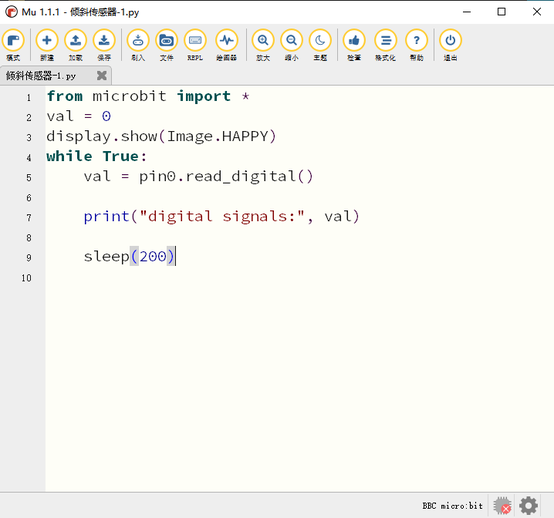 Mu 1.1.1 - 倾斜传感器-1.py
模式 新建 加载 保存 刷入 文件 REPL 绘图器 放大 缩小 主题 检查 格式化 帮助 退出
倾斜传感器-1.py
1 from microbit import *
2 val = 0
3 display.show(Image.HAPPY)
4 while True:
5 val = pin0.read_digital()
6
7 print("digital signals:", val)
8
9 sleep(200)
10
BBC micro:bit